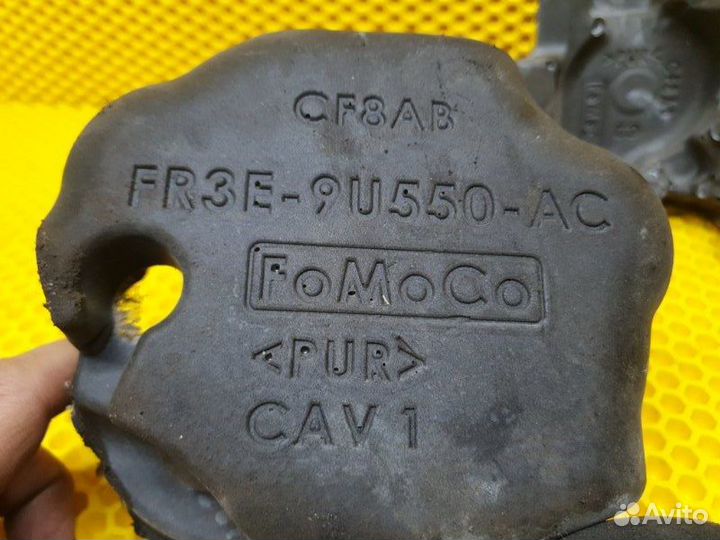 CF8AB
FR3E-9U550-AC
FoMoCo
<PUR>
CAV 1
Avito